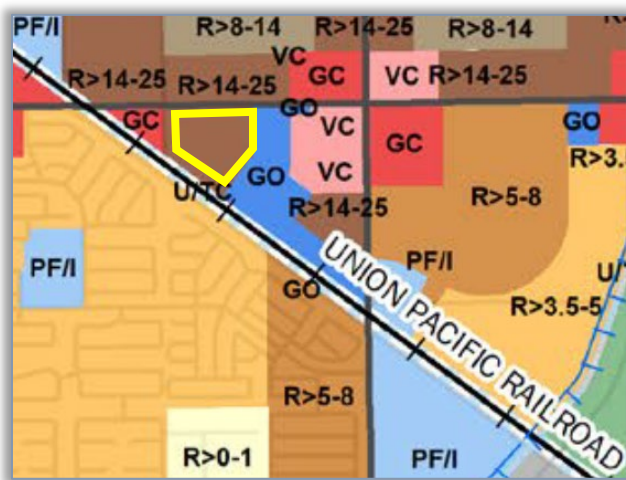 PF/I
R>8-14
R>14-25
R>8-14
VC
R>14-25
R>14-25
GC
VC
R>14-25
GO
GC
VC
GC
GO
R>3.
VC
GO
R>5-8
U/TC
R>14-25
PF/I
PF/I
U/
GO
R>3.5-5
UNION PACIFIC RAILROAD
R>5-8
R>0-1
PF/I